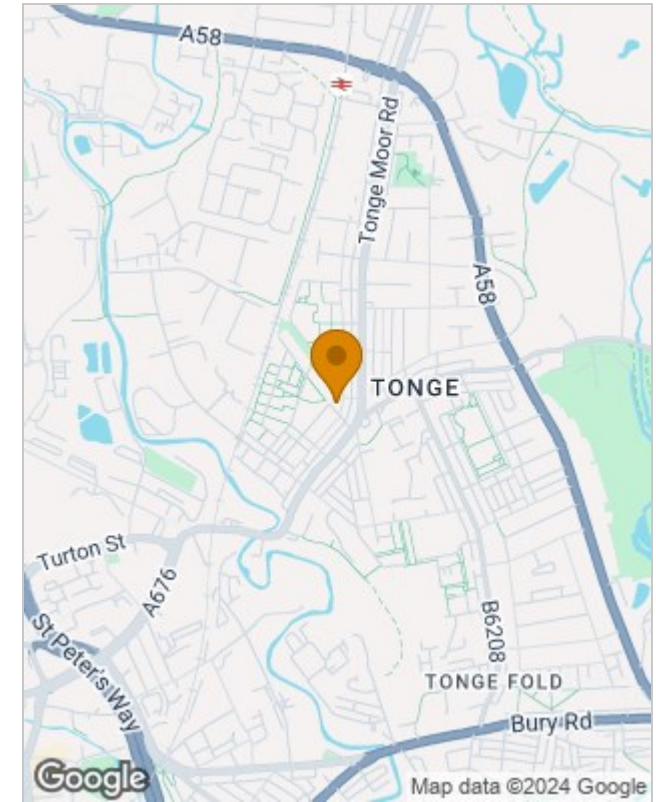 A58
Tonge Moor Rd
A58
TONGE
Turton St
A676
B6208
St Peter's Way
TONGE FOLD
Bury Rd
Google
Map data ©2024 Google